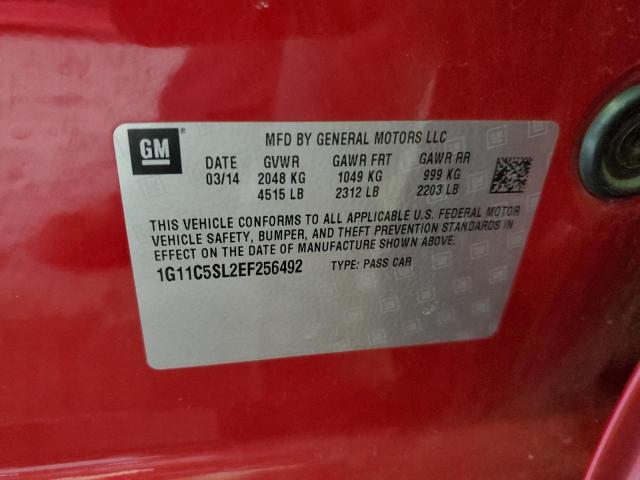 GM
MFD BY GENERAL MOTORS LLC
DATE GVWR GAWR FRT GAWR RR
03/14 2048 KG 1049 KG 999 KG
4515 LB 2312 LB 2203 LB
THIS VEHICLE CONFORMS TO ALL APPLICABLE U.S. FEDERAL MOTOR
VEHICLE SAFETY, BUMPER, AND THEFT PREVENTION STANDARDS IN
EFFECT ON THE DATE OF MANUFACTURE SHOWN ABOVE.
1G11C5SL2EF256492 TYPE: PASS CAR